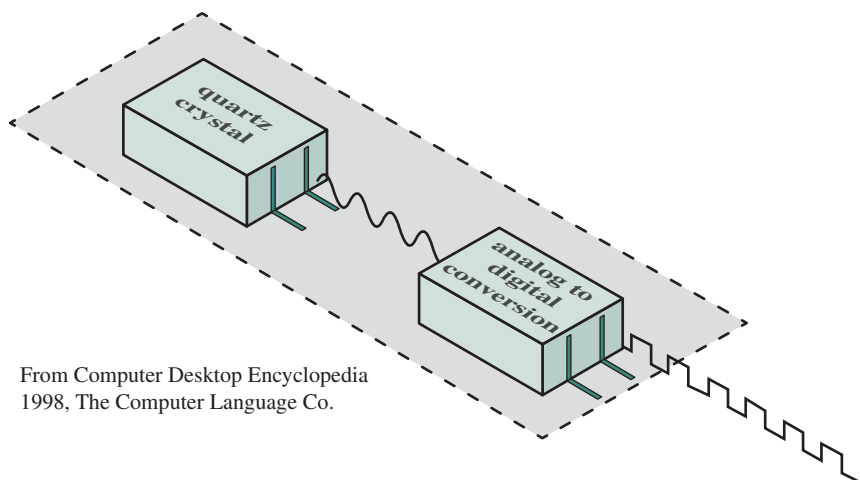 quartz
crystal
analog to
digital
conversion
From Computer Desktop Encyclopedia
1998, The Computer Language Co.